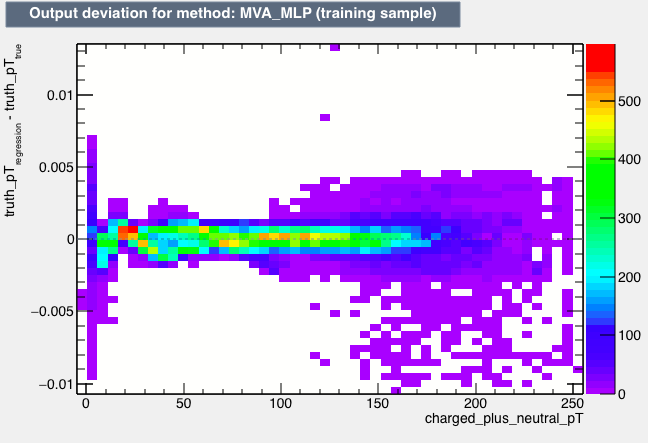 Output deviation for method: MVA_MLP (training sample)
truth_pT_regression - truth_pT_true
0.01
0.005
0
−0.005
−0.01
0 50 100 150 200 250
charged_plus_neutral_pT
500
400
300
200
100
0